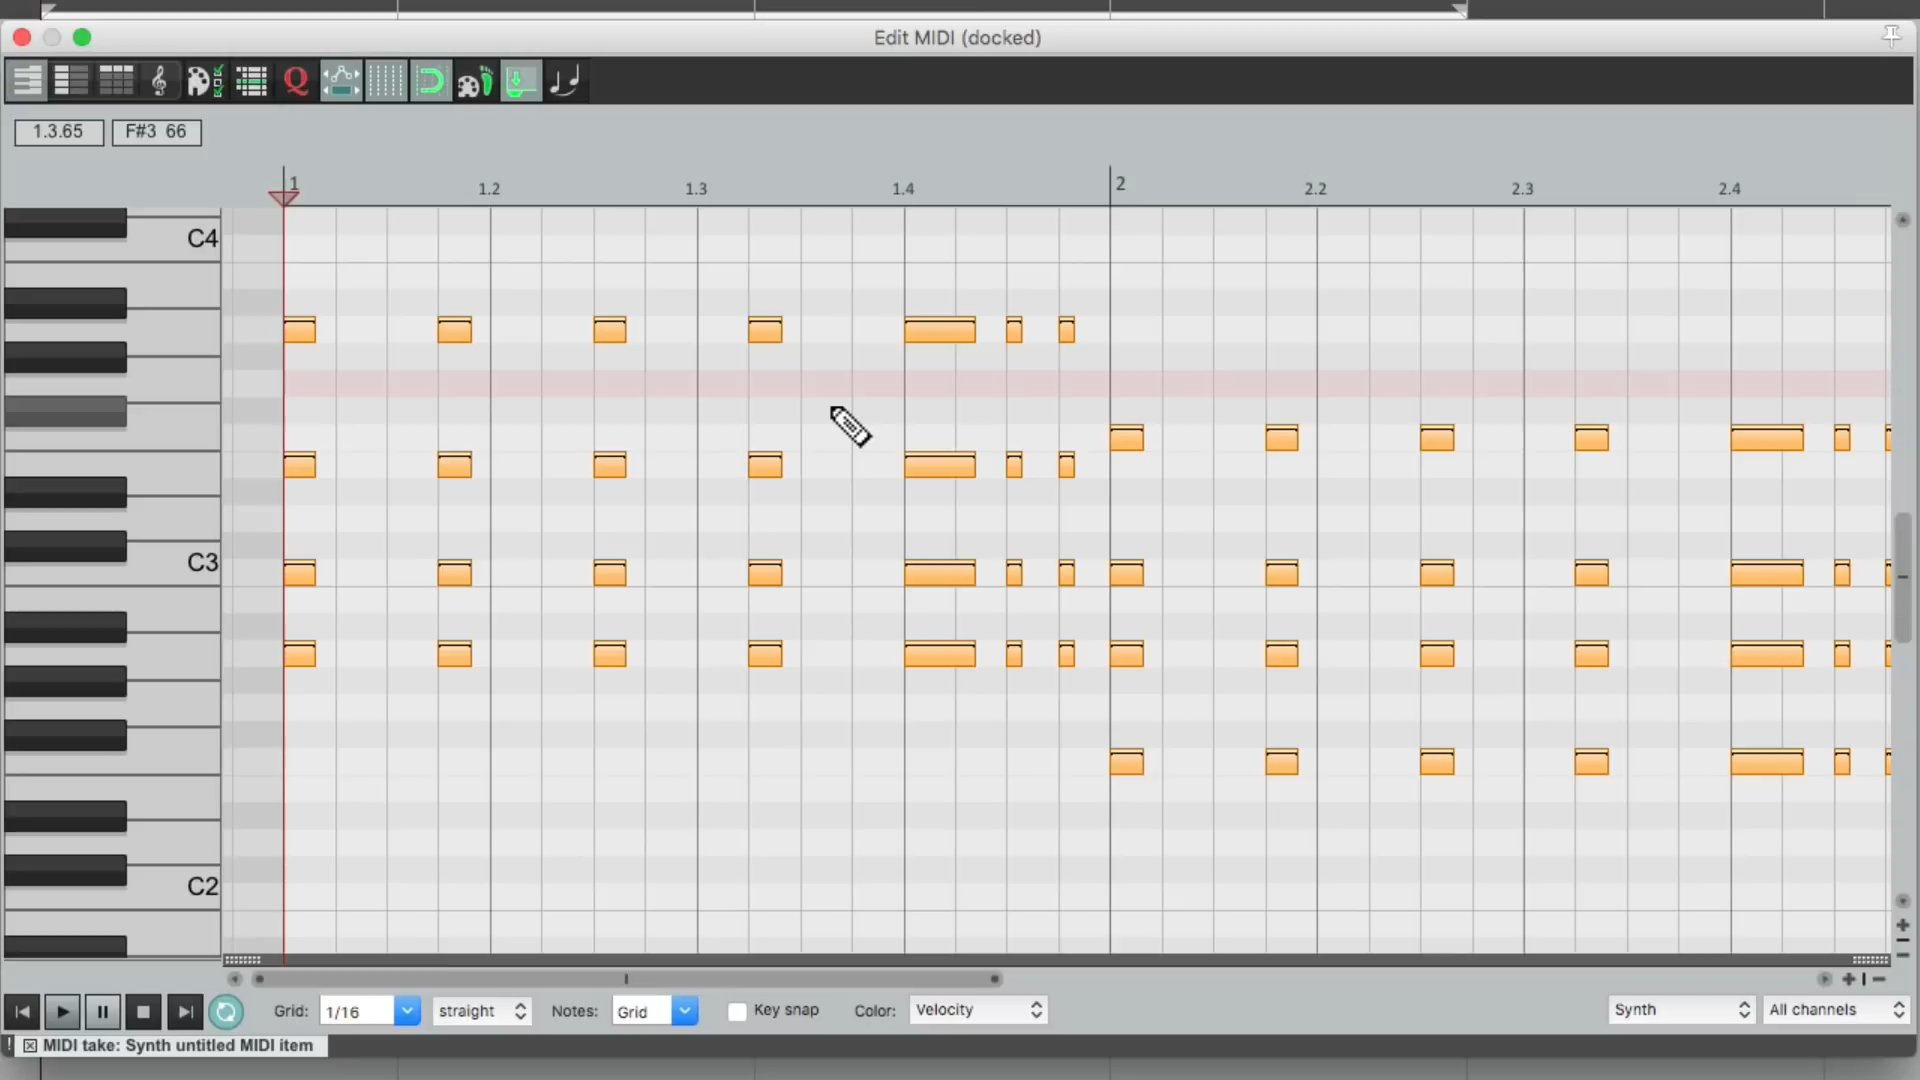 Edit MIDI (docked)
Q
1.3.65 F#3 66
1 1.2 1.3 1.4 2 2.2 2.3 2.4
C4
C3
C2
Grid: 1/16 straight Notes: Grid Key snap Color: Velocity Synth All channels
! MIDI take: Synth untitled MIDI item